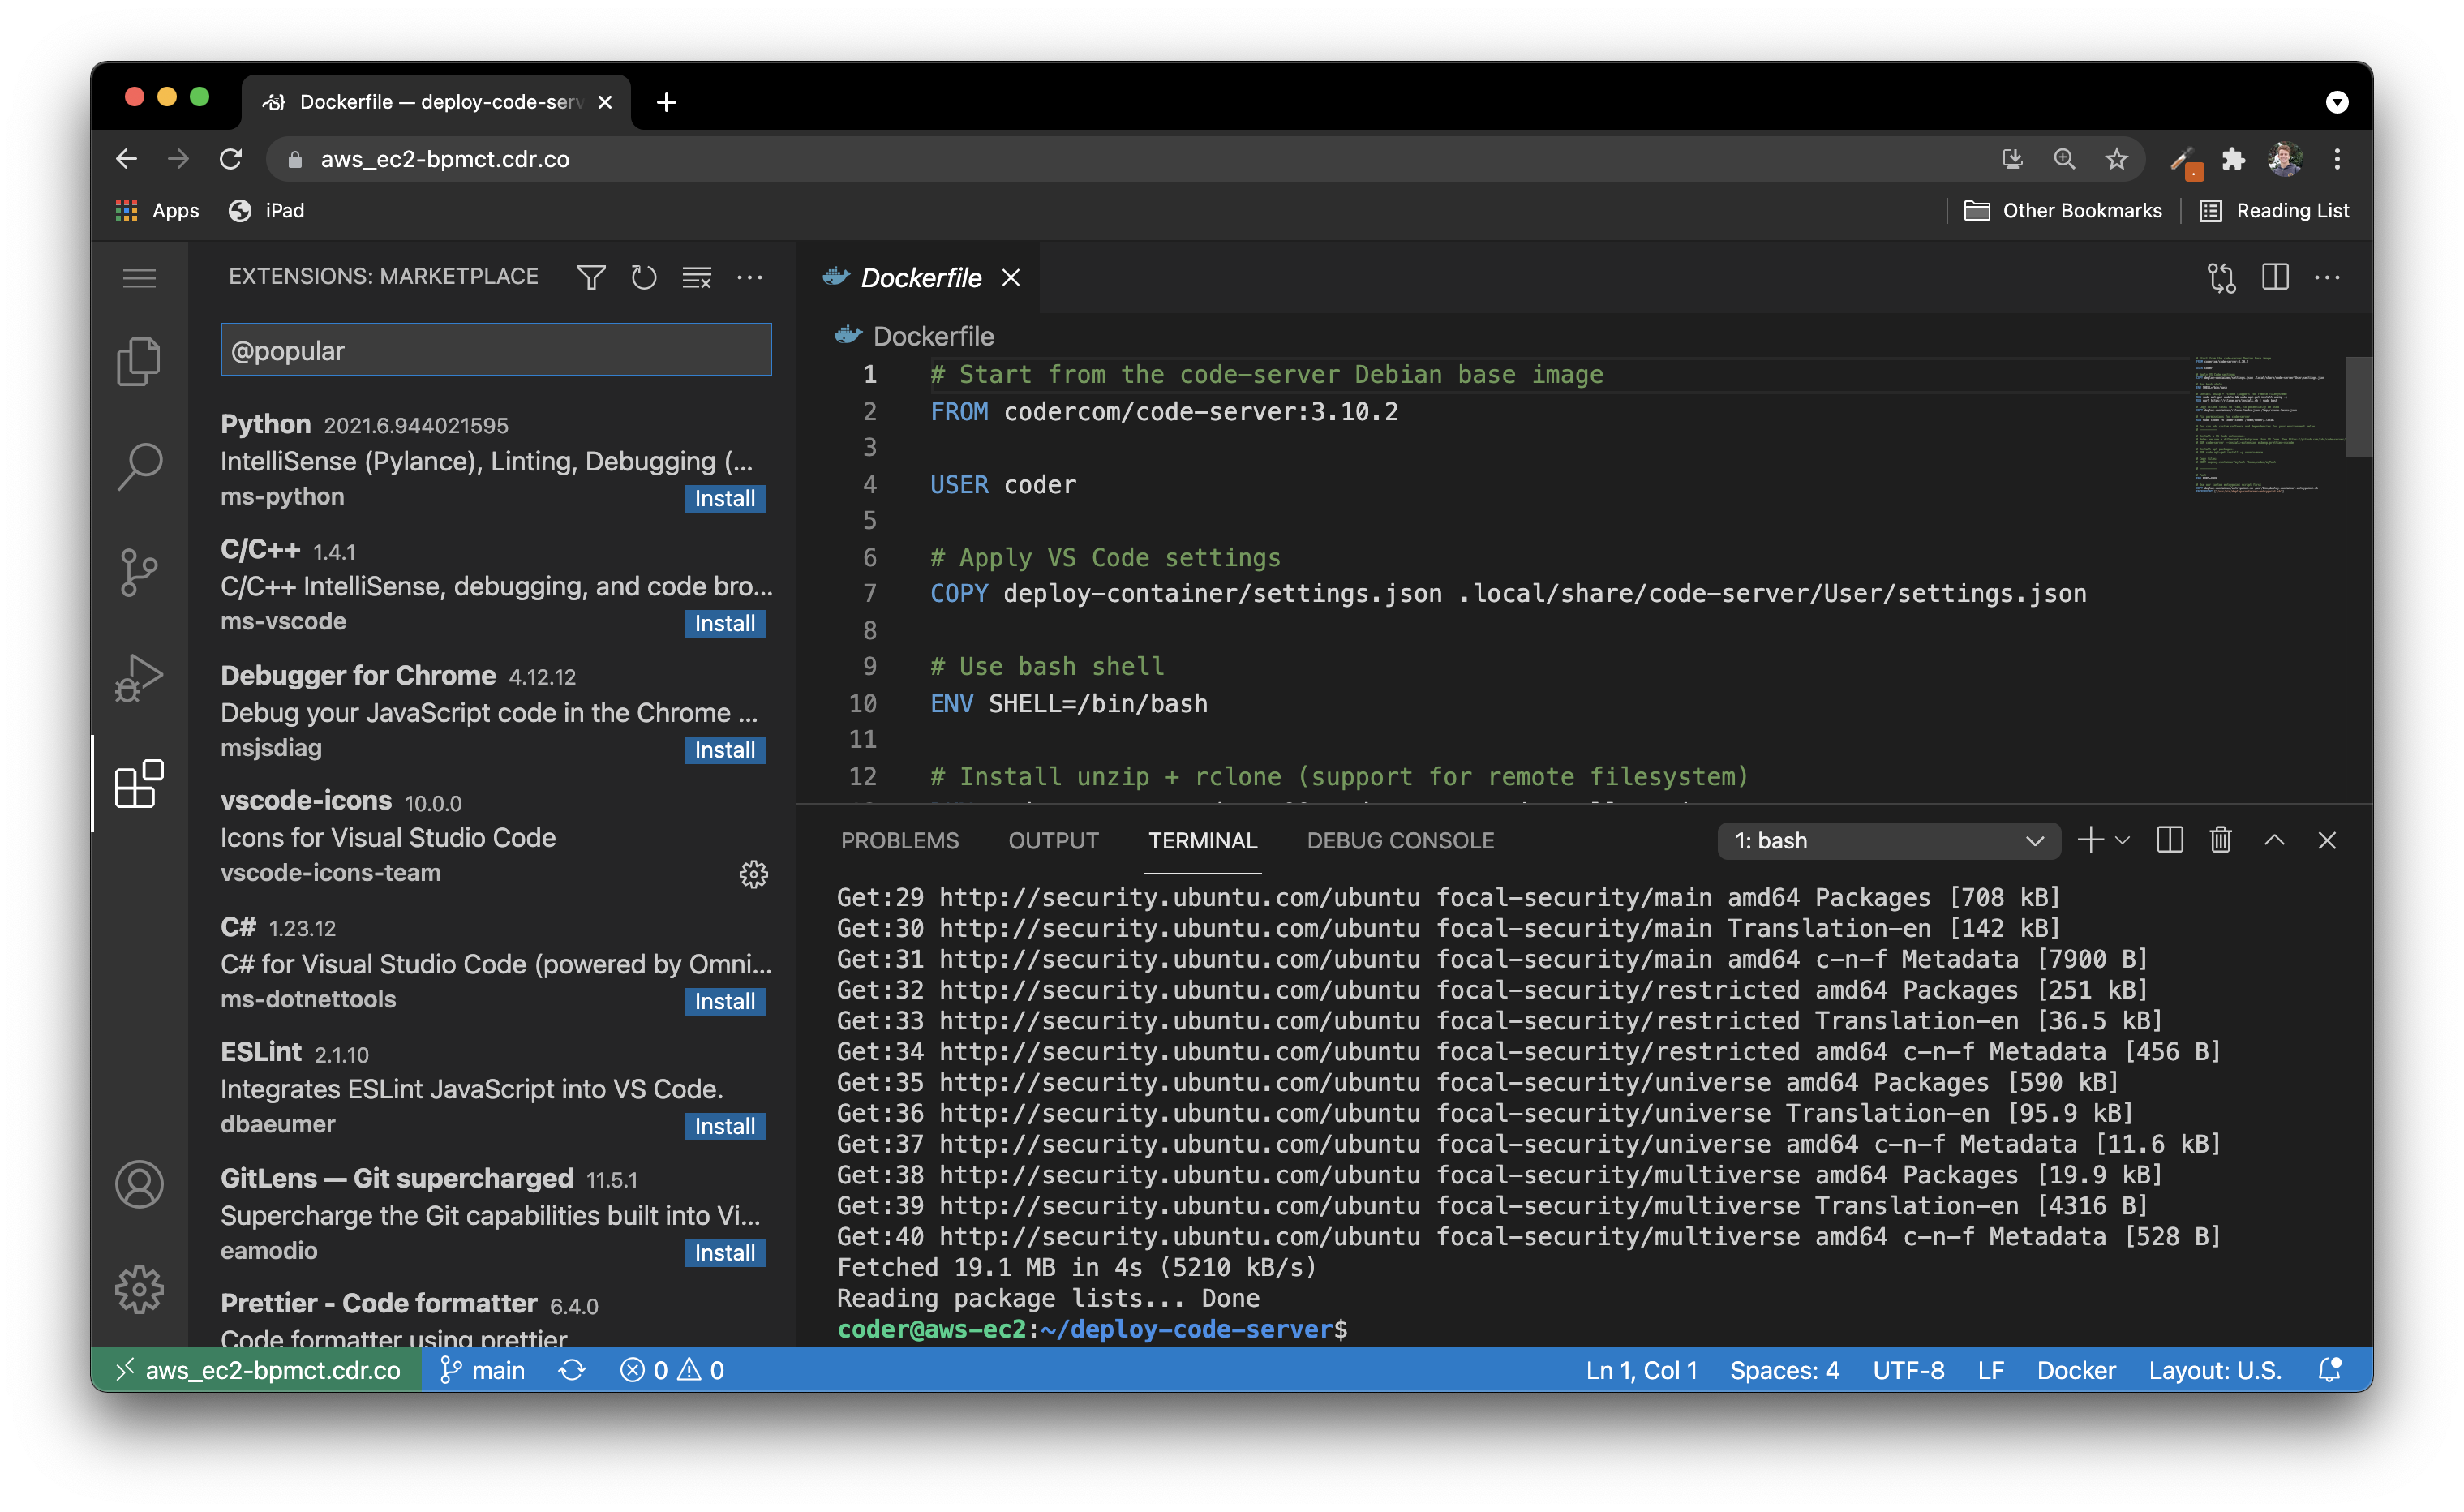 Dockerfile — deploy-code-serv
aws_ec2-bpmct.cdr.co
Apps
iPad
Other Bookmarks
Reading List
EXTENSIONS: MARKETPLACE
@popular
Python 2021.6.944021595
IntelliSense (Pylance), Linting, Debugging (...
ms-python
Install
C/C++ 1.4.1
C/C++ IntelliSense, debugging, and code bro...
ms-vscode
Install
Debugger for Chrome 4.12.12
Debug your JavaScript code in the Chrome ...
msjsdiag
Install
vscode-icons 10.0.0
Icons for Visual Studio Code
vscode-icons-team
C# 1.23.12
C# for Visual Studio Code (powered by Omni...
ms-dotnettools
Install
ESLint 2.1.10
Integrates ESLint JavaScript into VS Code.
dbaeumer
Install
GitLens — Git supercharged 11.5.1
Supercharge the Git capabilities built into Vi...
eamodio
Install
Prettier - Code formatter 6.4.0
Code formatter using prettier
Dockerfile
Dockerfile
1 # Start from the code-server Debian base image
2 FROM codercom/code-server:3.10.2
3
4 USER coder
5
6 # Apply VS Code settings
7 COPY deploy-container/settings.json .local/share/code-server/User/settings.json
8
9 # Use bash shell
10 ENV SHELL=/bin/bash
11
12 # Install unzip + rclone (support for remote filesystem)
PROBLEMS OUTPUT TERMINAL DEBUG CONSOLE
1: bash
Get:29 http://security.ubuntu.com/ubuntu focal-security/main amd64 Packages [708 kB]
Get:30 http://security.ubuntu.com/ubuntu focal-security/main Translation-en [142 kB]
Get:31 http://security.ubuntu.com/ubuntu focal-security/main amd64 c-n-f Metadata [7900 B]
Get:32 http://security.ubuntu.com/ubuntu focal-security/restricted amd64 Packages [251 kB]
Get:33 http://security.ubuntu.com/ubuntu focal-security/restricted Translation-en [36.5 kB]
Get:34 http://security.ubuntu.com/ubuntu focal-security/restricted amd64 c-n-f Metadata [456 B]
Get:35 http://security.ubuntu.com/ubuntu focal-security/universe amd64 Packages [590 kB]
Get:36 http://security.ubuntu.com/ubuntu focal-security/universe Translation-en [95.9 kB]
Get:37 http://security.ubuntu.com/ubuntu focal-security/universe amd64 c-n-f Metadata [11.6 kB]
Get:38 http://security.ubuntu.com/ubuntu focal-security/multiverse amd64 Packages [19.9 kB]
Get:39 http://security.ubuntu.com/ubuntu focal-security/multiverse Translation-en [4316 B]
Get:40 http://security.ubuntu.com/ubuntu focal-security/multiverse amd64 c-n-f Metadata [528 B]
Fetched 19.1 MB in 4s (5210 kB/s)
Reading package lists... Done
coder@aws-ec2:~/deploy-code-server$
aws_ec2-bpmct.cdr.co main 0 0
Ln 1, Col 1 Spaces: 4 UTF-8 LF Docker Layout: U.S.